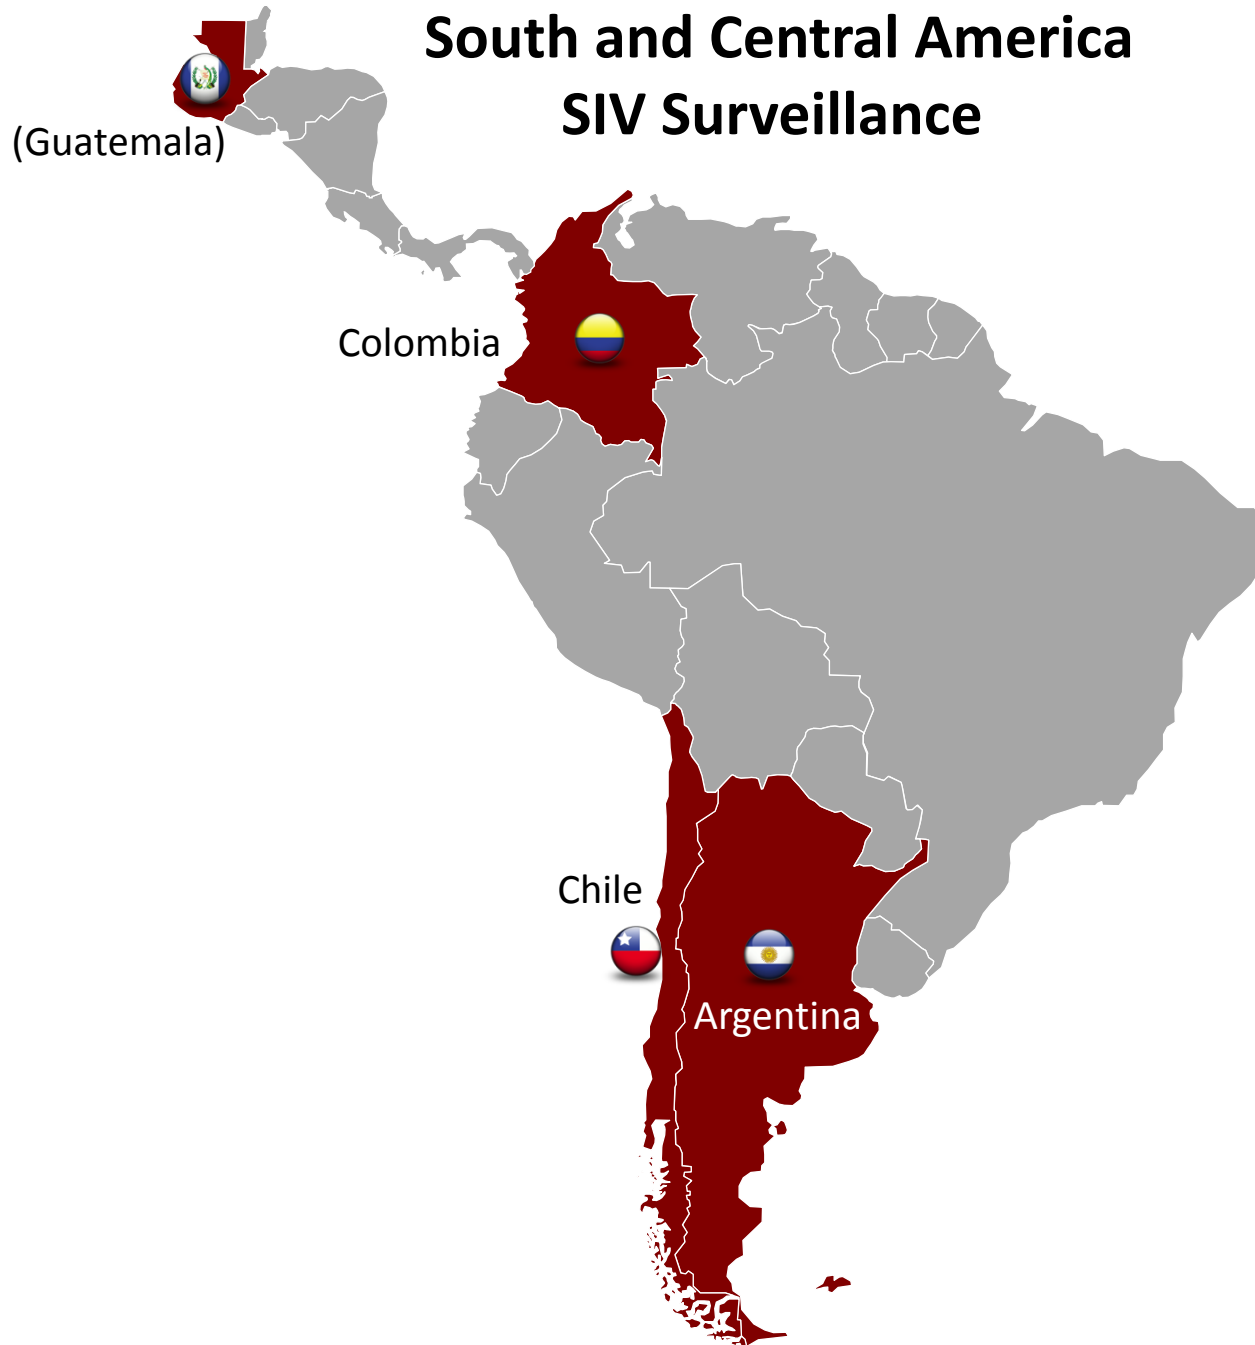 South and Central America
SIV Surveillance
(Guatemala)
Colombia
Chile
Argentina